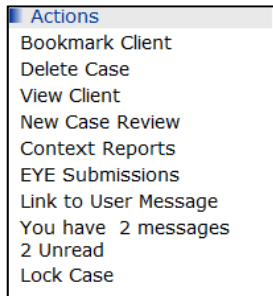 Actions
Bookmark Client
Delete Case
View Client
New Case Review
Context Reports
EYE Submissions
Link to User Message
You have 2 messages
2 Unread
Lock Case